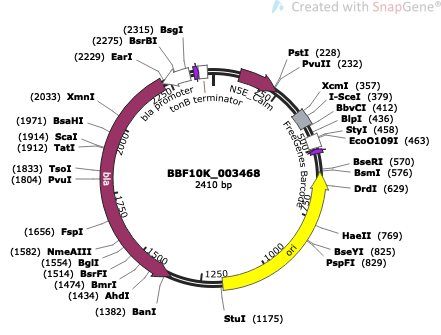 Created with SnapGene®
(2315) BsgI
(2275) BsrBI
(2229) EarI
(2033) XmnI
(1971) BsaHI
(1914) ScaI
(1912) TatI
(1833) TsoI
(1804) PvuI
(1656) FspI
(1582) NmeAIII
(1554) BglI
(1514) BsrFI
(1474) BmrI
(1434) AhdI
(1382) BanI
PstI (228)
PvuII (232)
XcmI (357)
I-SceI (379)
BbvCI (412)
BlpI (436)
StyI (458)
EcoO109I (463)
BseRI (570)
BsmI (576)
DrdI (629)
HaeII (769)
BseYI (825)
PspFI (829)
StuI (1175)
NSE_Calm
FreeGenes Barcode
bla promoter
tonB terminator
bla
ori
BBF10K_003468
2410 bp
250
500
750
1000
1250
1500
1750
2000
2250